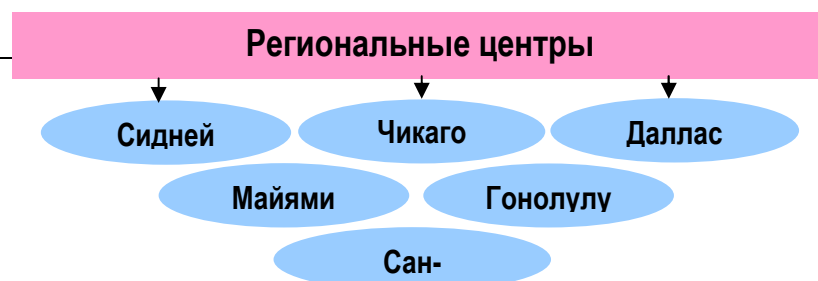 Региональные центры
Сидней
Чикаго
Даллас
Майями
Гонолулу
Сан-